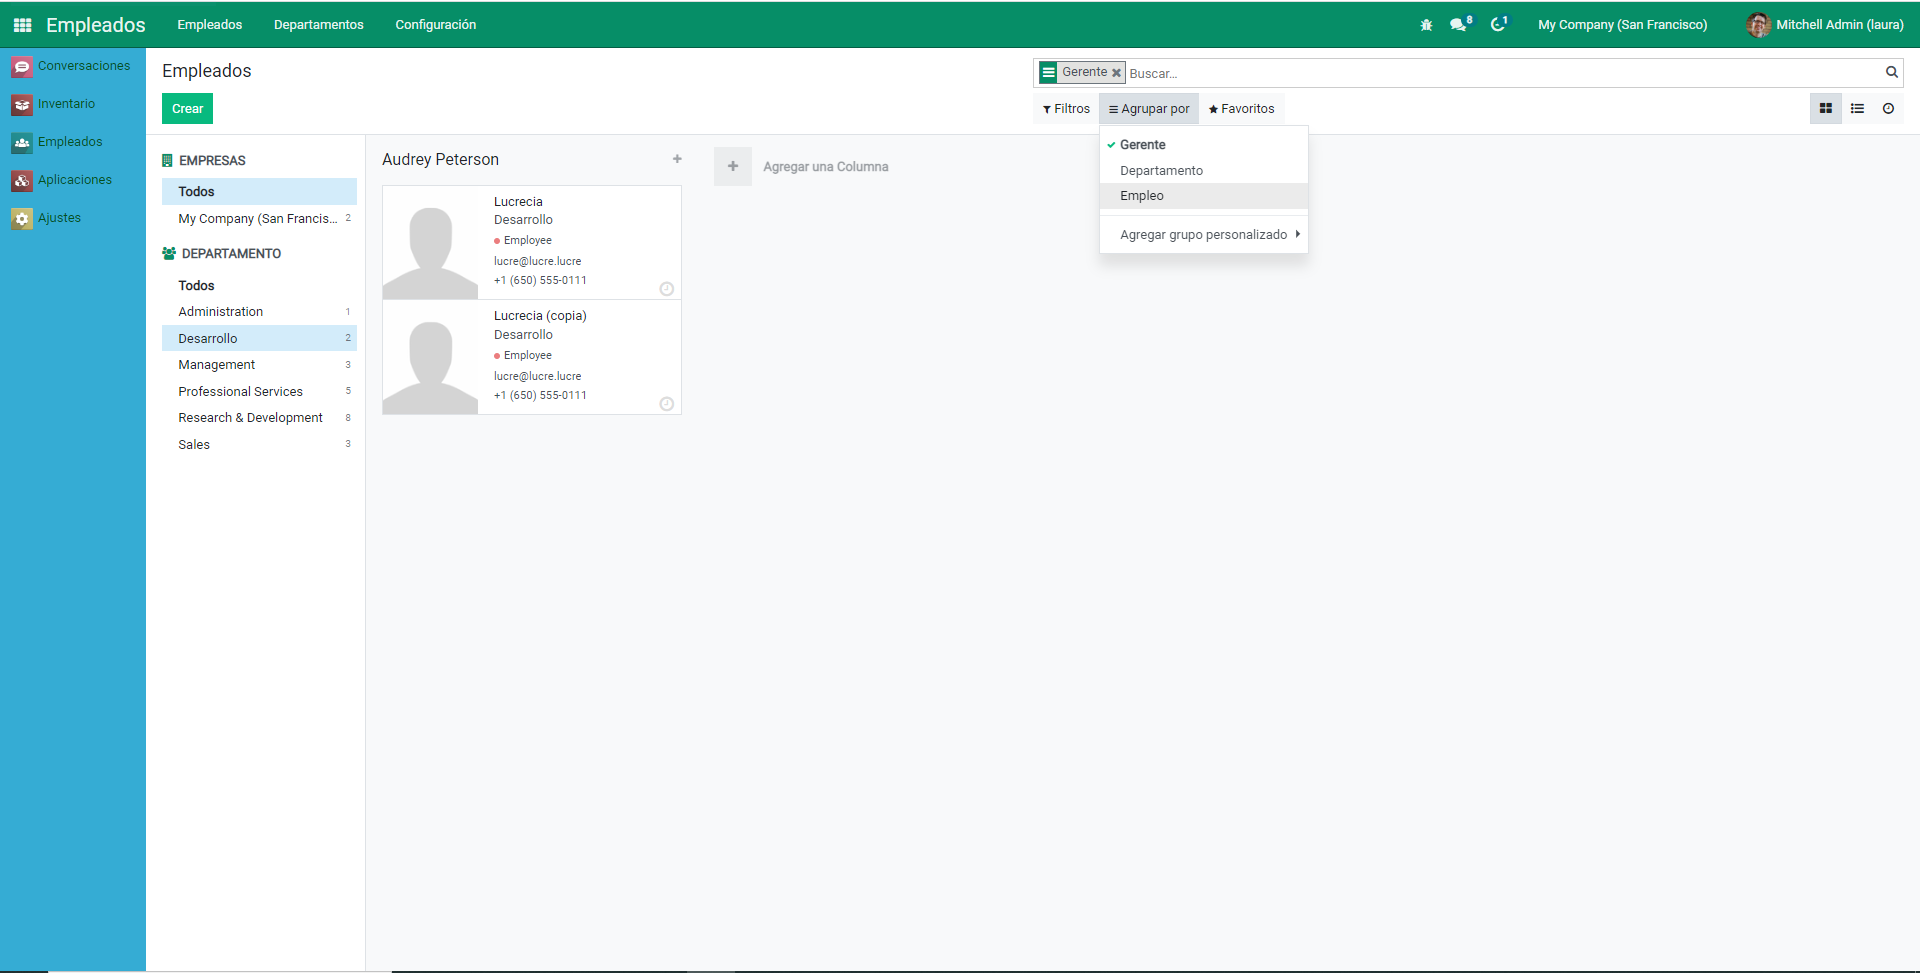 Empleados Empleados Departamentos Configuración 8 1 My Company (San Francisco) Mitchell Admin (laura)
Conversaciones
Inventario
Empleados
Aplicaciones
Ajustes
Empleados
Gerente Buscar...
Crear
Filtros Agrupar por Favoritos
Gerente
Departamento
Empleo
Agregar grupo personalizado
EMPRESAS
Todos
My Company (San Francis... 2
DEPARTAMENTO
Todos
Administration 1
Desarrollo 2
Management 3
Professional Services 5
Research & Development 8
Sales 3
Audrey Peterson
Lucrecia
Desarrollo
Employee
lucre@lucre.lucre
+1 (650) 555-0111
Lucrecia (copia)
Desarrollo
Employee
lucre@lucre.lucre
+1 (650) 555-0111
Agregar una Columna